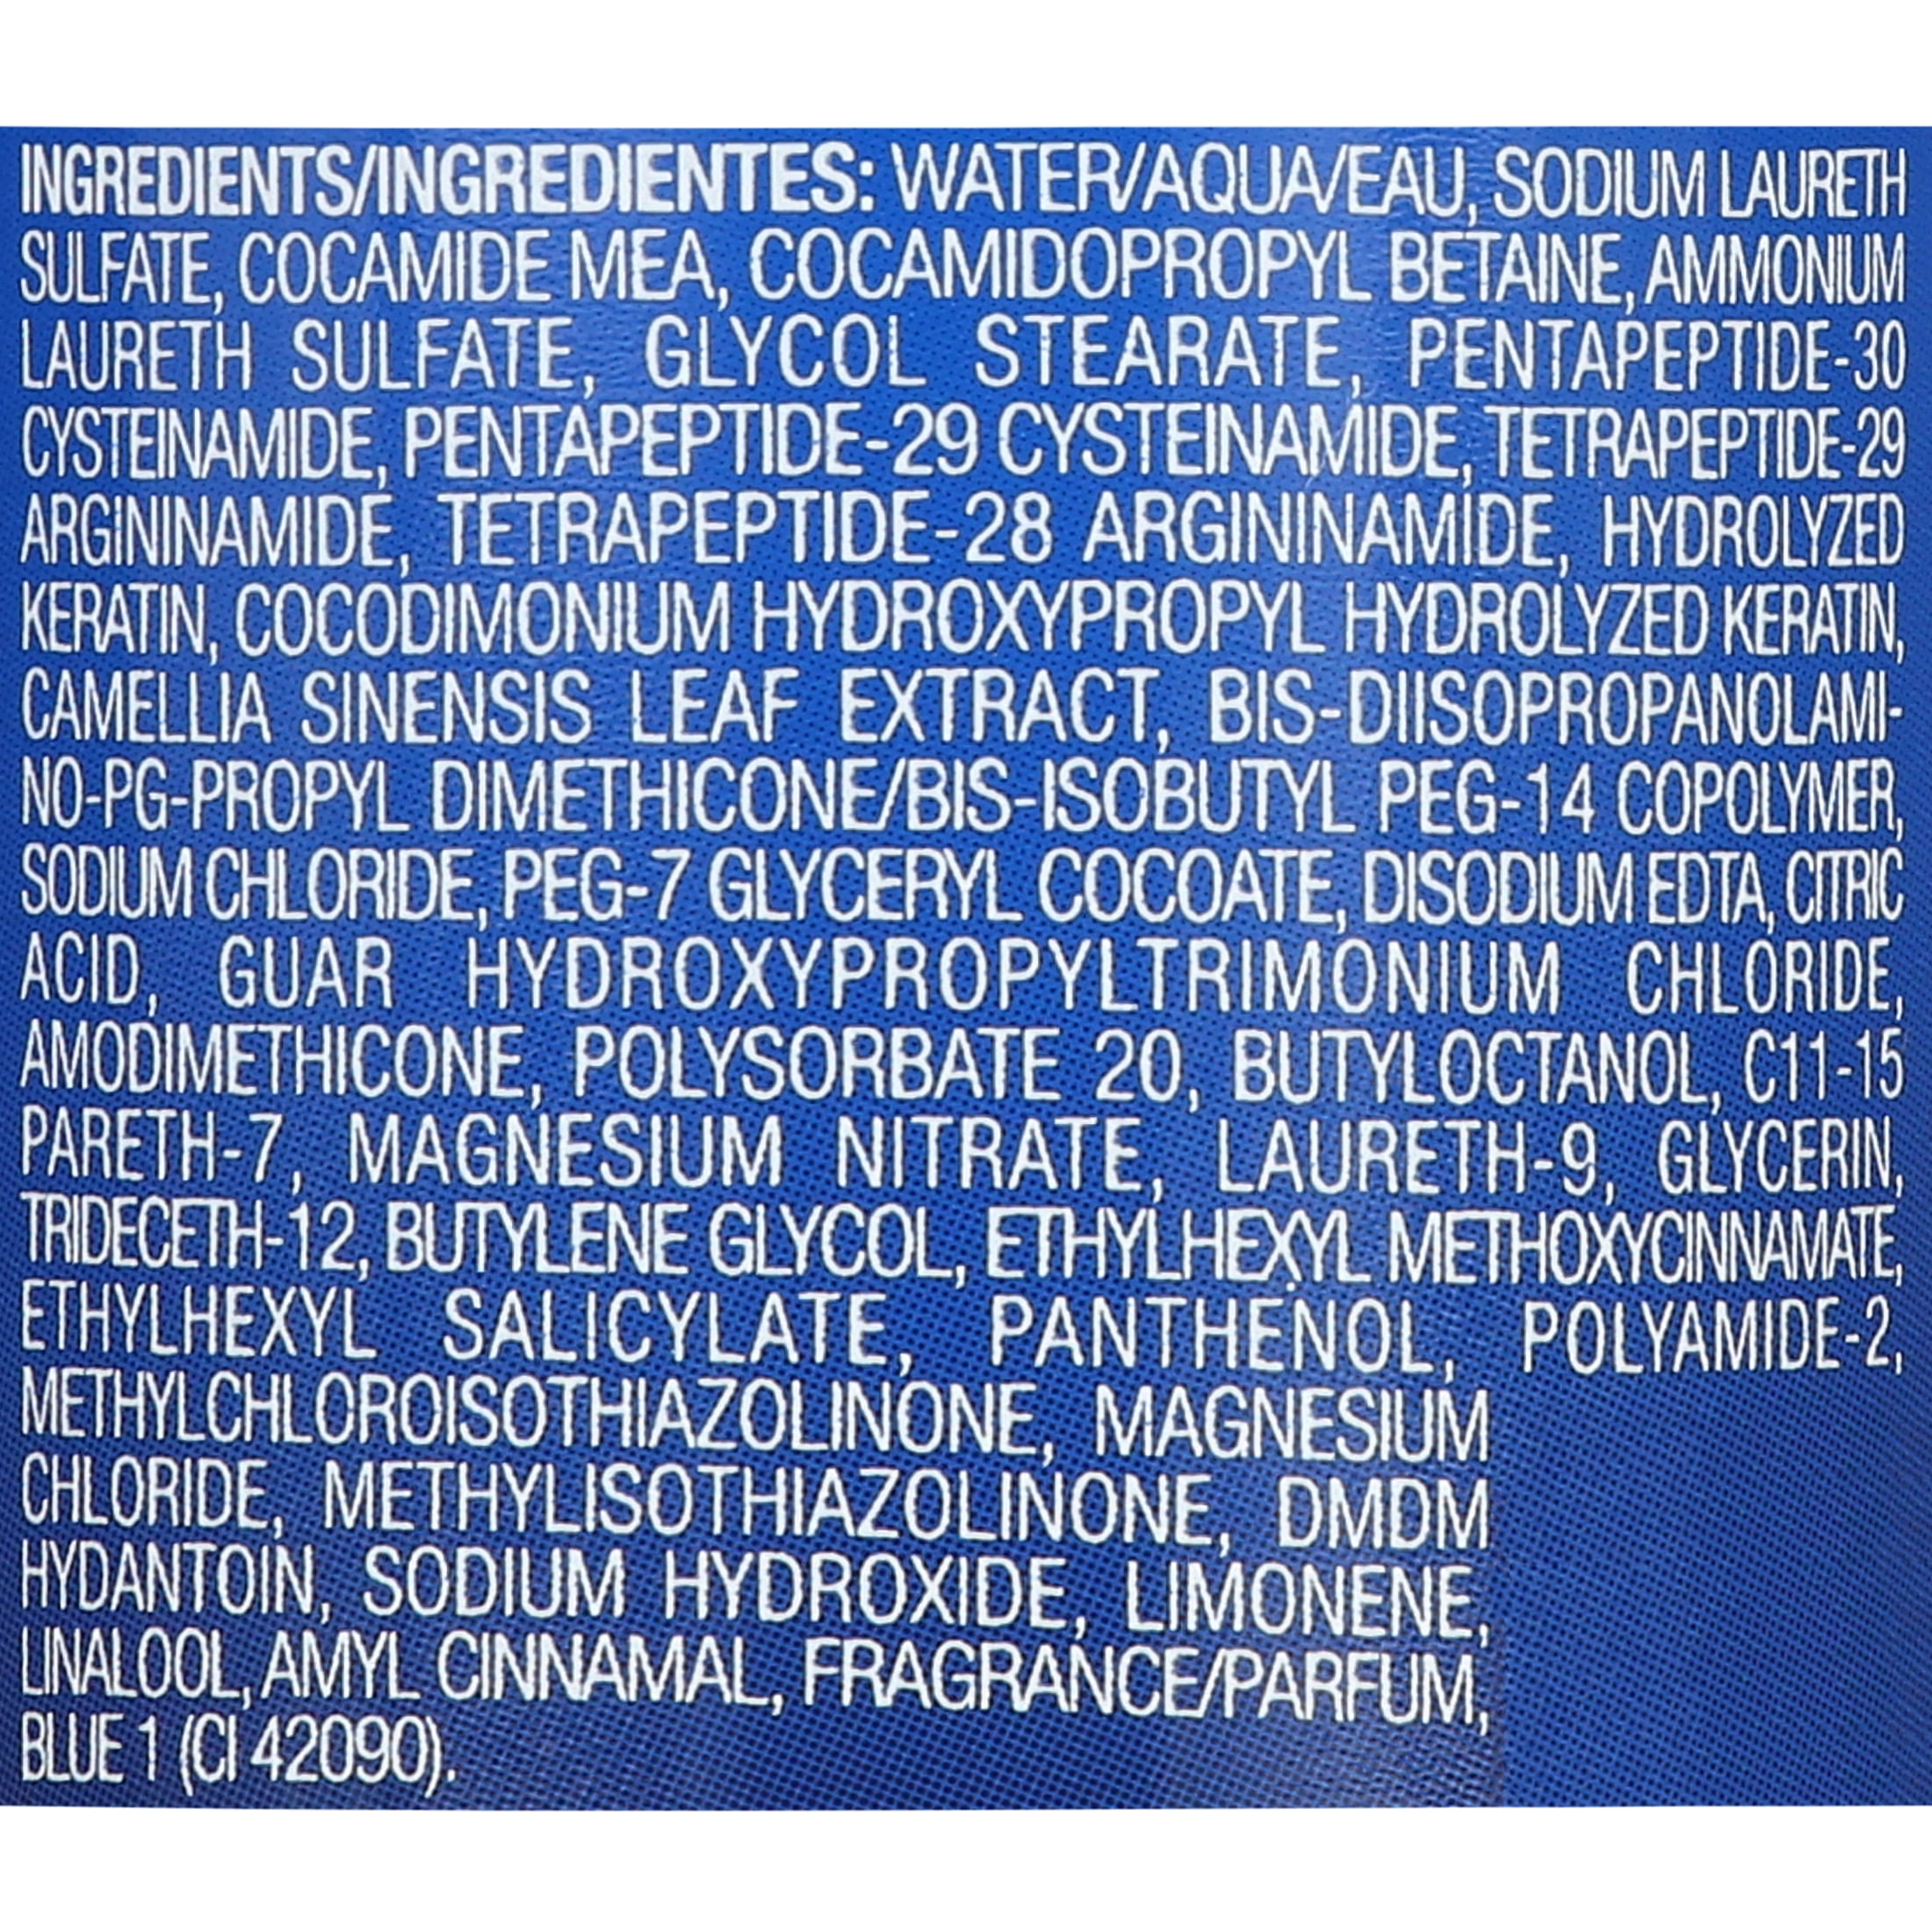 INGREDIENTS/INGREDIENTES: WATER/AQUA/EAU, SODIUM LAURETH
SULFATE, COCAMIDE MEA, COCAMIDOPROPYL BETAINE, AMMONIUM
LAURETH SULFATE, GLYCOL STEARATE, PENTAPEPTIDE-30
CYSTEINAMIDE, PENTAPEPTIDE-29 CYSTEINAMIDE, TETRAPEPTIDE-29
ARGININAMIDE, TETRAPEPTIDE-28 ARGININAMIDE, HYDROLYZED
KERATIN, COCODIMONIUM HYDROXYPROPYL HYDROLYZED KERATIN,
CAMELLIA SINENSIS LEAF EXTRACT, BIS-DIISOPROPANOLAMI-
NO-PG-PROPYL DIMETHICONE/BIS-ISOBUTYL PEG-14 COPOLYMER,
SODIUM CHLORIDE, PEG-7 GLYCERYL COCOATE, DISODIUM EDTA, CITRIC
ACID, GUAR HYDROXYPROPYLTRIMONIUM CHLORIDE,
AMODIMETHICONE, POLYSORBATE 20, BUTYLOCTANOL, C11-15
PARETH-7, MAGNESIUM NITRATE, LAURETH-9, GLYCERIN,
TRIDECETH-12, BUTYLENE GLYCOL, ETHYLHEXYL METHOXYCINNAMATE,
ETHYLHEXYL SALICYLATE, PANTHENOL, POLYAMIDE-2,
METHYLCHLOROISOTHIAZOLINONE, MAGNESIUM
CHLORIDE, METHYLISOTHIAZOLINONE, DMDM
HYDANTOIN, SODIUM HYDROXIDE, LIMONENE,
LINALOOL, AMYL CINNAMAL, FRAGRANCE/PARFUM,
BLUE 1 (CI 42090).